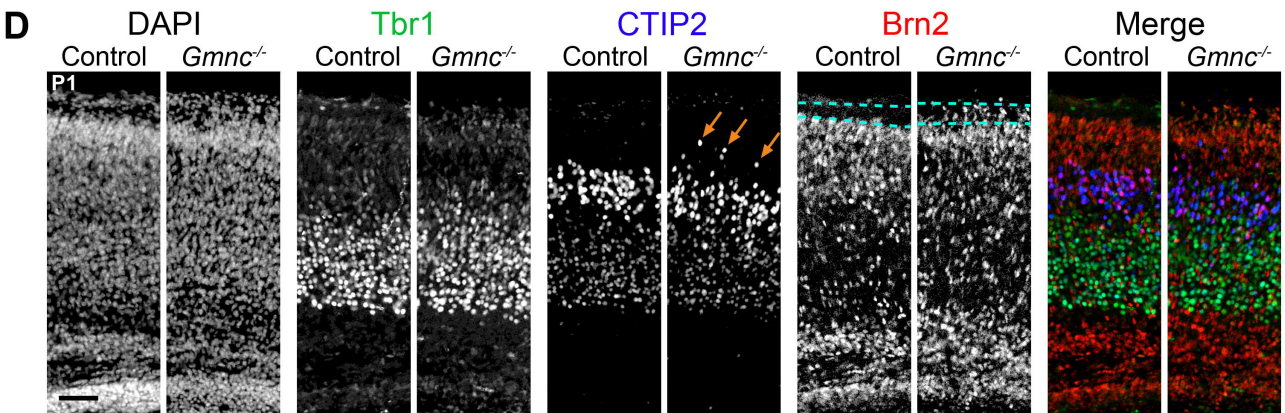 D
DAPI Tbr1 CTIP2 Brn2 Merge
Control Gmnc-/- Control Gmnc-/- Control Gmnc-/- Control Gmnc-/- Control Gmnc-/-
P1